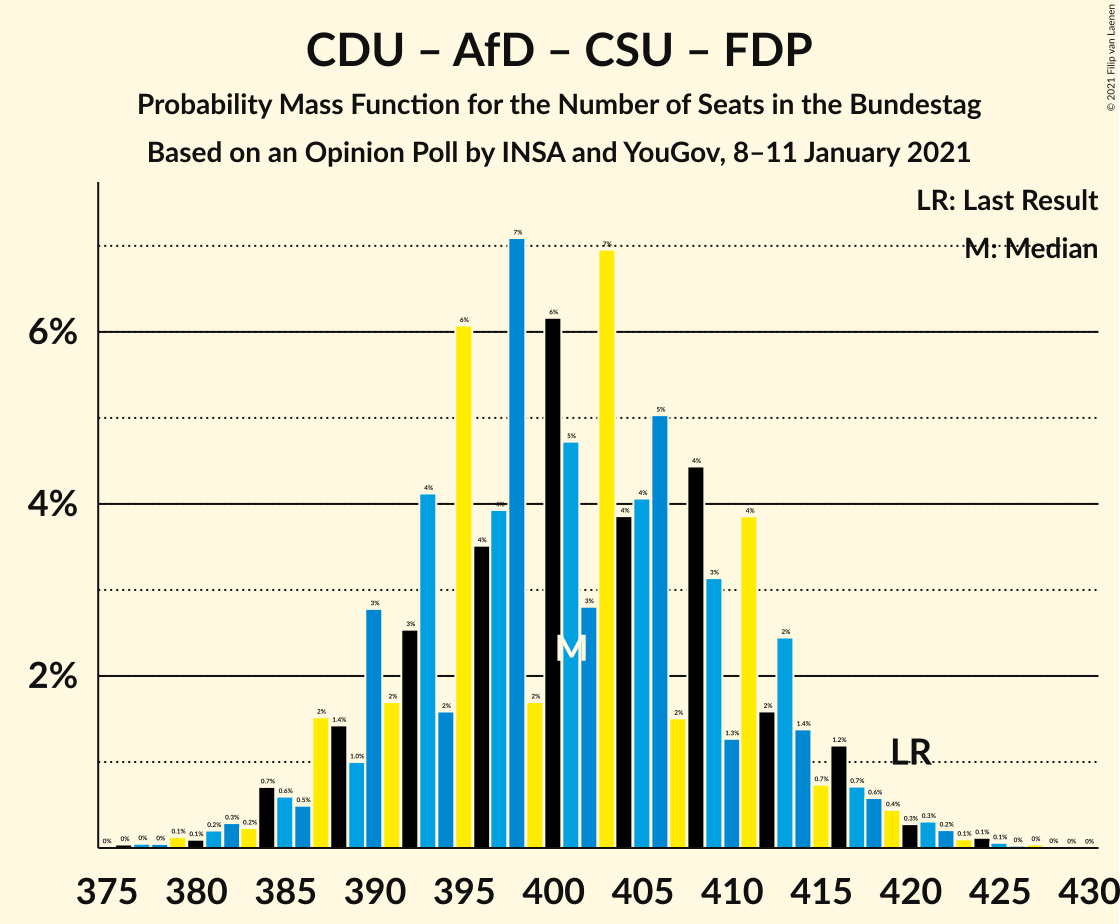 CDU – AfD – CSU – FDP
Probability Mass Function for the Number of Seats in the Bundestag
Based on an Opinion Poll by INSA and YouGov, 8–11 January 2021
© 2021 Filip van Laenen
LR: Last Result
M: Median
6%
4%
2%
0% 0% 0% 0% 0.1% 0.1% 0.2% 0.3% 0.2% 0.7% 0.6% 0.5% 2% 1.4% 1.0% 3% 2% 3% 4% 2% 6% 4% 4% 7% 2% 6% 5% 3% 7% 4% 4% 5% 2% 4% 3% 1.3% 4% 2% 2% 1.4% 0.7% 1.2% 0.7% 0.6% 0.4% 0.3% 0.3% 0.2% 0.1% 0.1% 0.1% 0% 0% 0% 0% 0%
M
LR
375 380 385 390 395 400 405 410 415 420 425 430